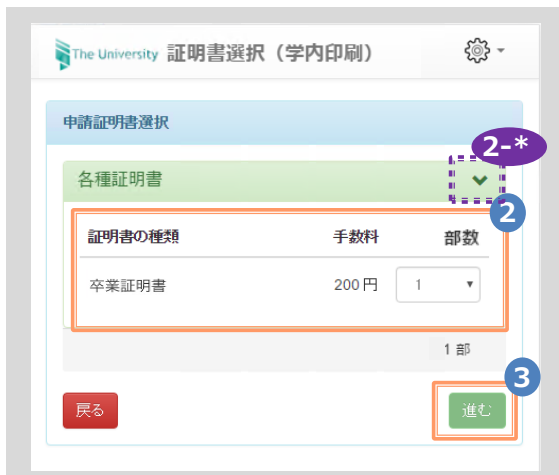 The University 証明書選択（学内印刷）
申請証明書選択
2-*
各種証明書
2
証明書の種類 手数料 部数
卒業証明書 200円 1
1 部
3
戻る 進む